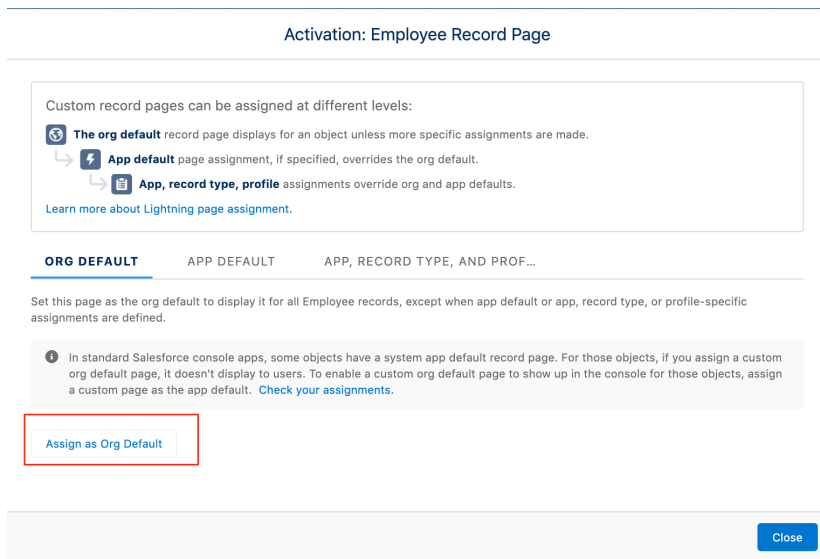 Activation: Employee Record Page
Custom record pages can be assigned at different levels:
The org default record page displays for an object unless more specific assignments are made.
App default page assignment, if specified, overrides the org default.
App, record type, profile assignments override org and app defaults.
Learn more about Lightning page assignment.
ORG DEFAULT APP DEFAULT APP, RECORD TYPE, AND PROF...
Set this page as the org default to display it for all Employee records, except when app default or app, record type, or profile-specific
assignments are defined.
In standard Salesforce console apps, some objects have a system app default record page. For those objects, if you assign a custom
org default page, it doesn't display to users. To enable a custom org default page to show up in the console for those objects, assign
a custom page as the app default. Check your assignments.
Assign as Org Default
Close